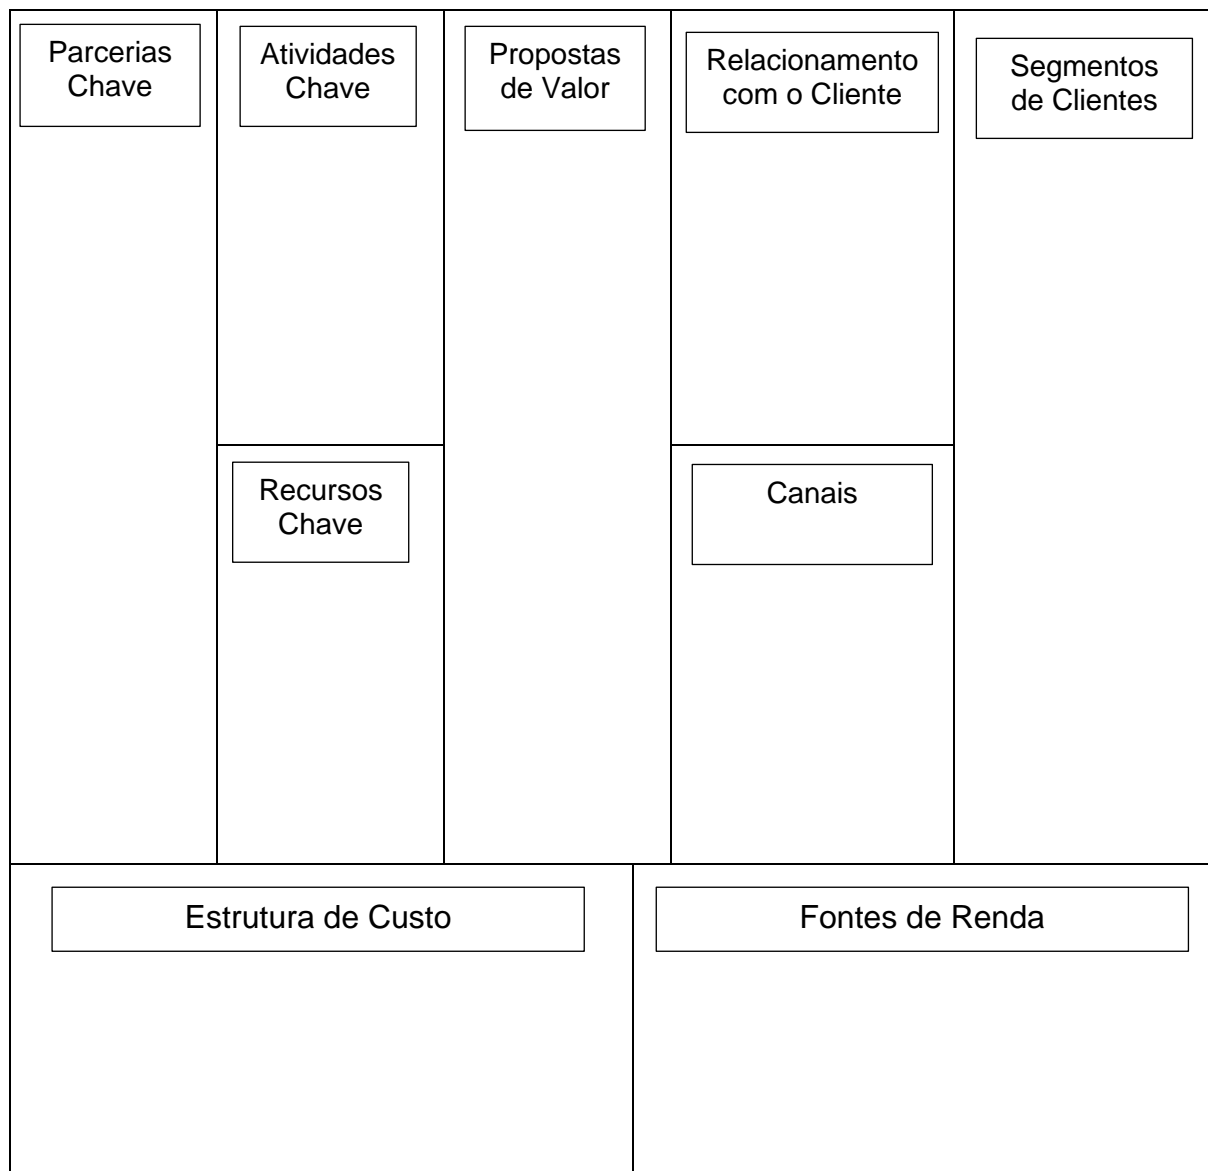 Parcerias
Chave
Atividades
Chave
Propostas
de Valor
Relacionamento
com o Cliente
Segmentos
de Clientes
Recursos
Chave
Canais
Estrutura de Custo
Fontes de Renda